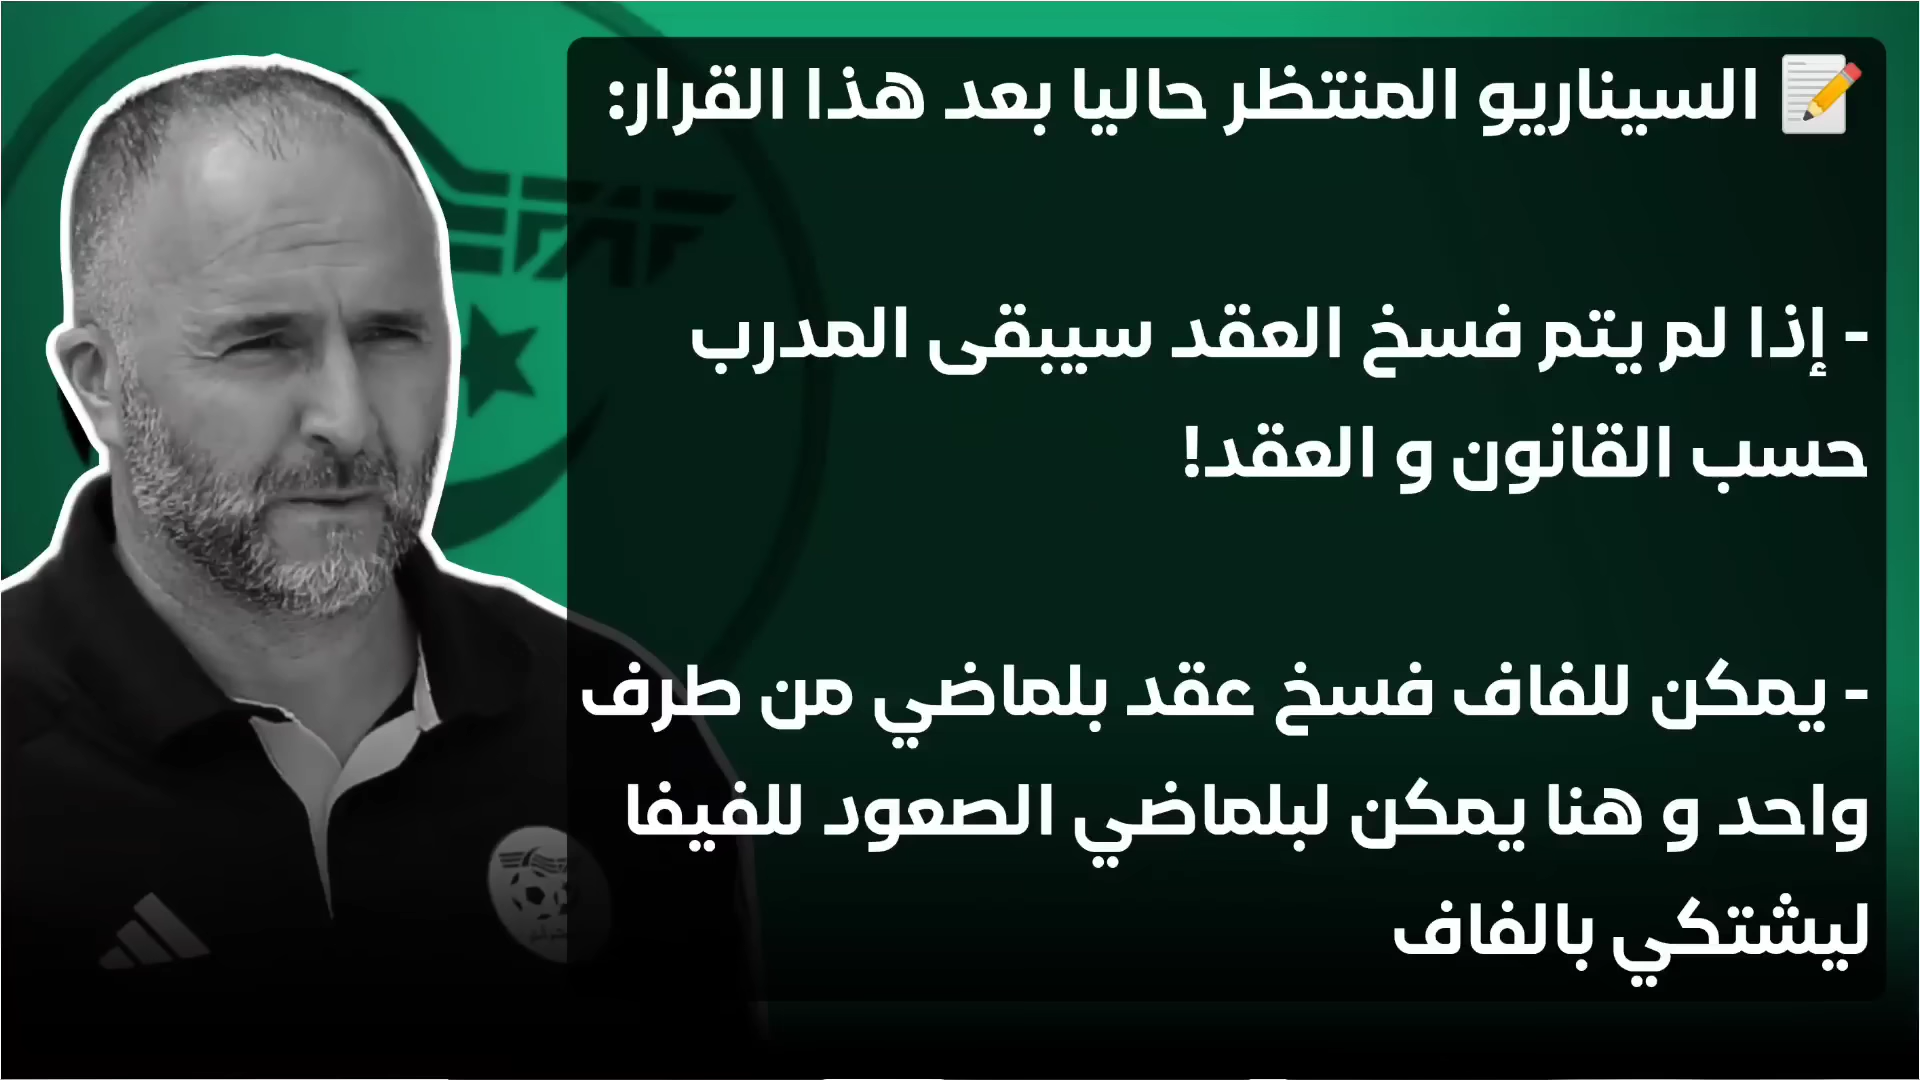 📝 السيناريو المنتظر حاليا بعد هذا القرار:
- إذا لم يتم فسخ العقد سيبقى المدرب
حسب القانون و العقد!
- يمكن للفاف فسخ عقد بلماضي من طرف
واحد و هنا يمكن لبلماضي الصعود للفيفا
ليشتكي بالفاف
FAF